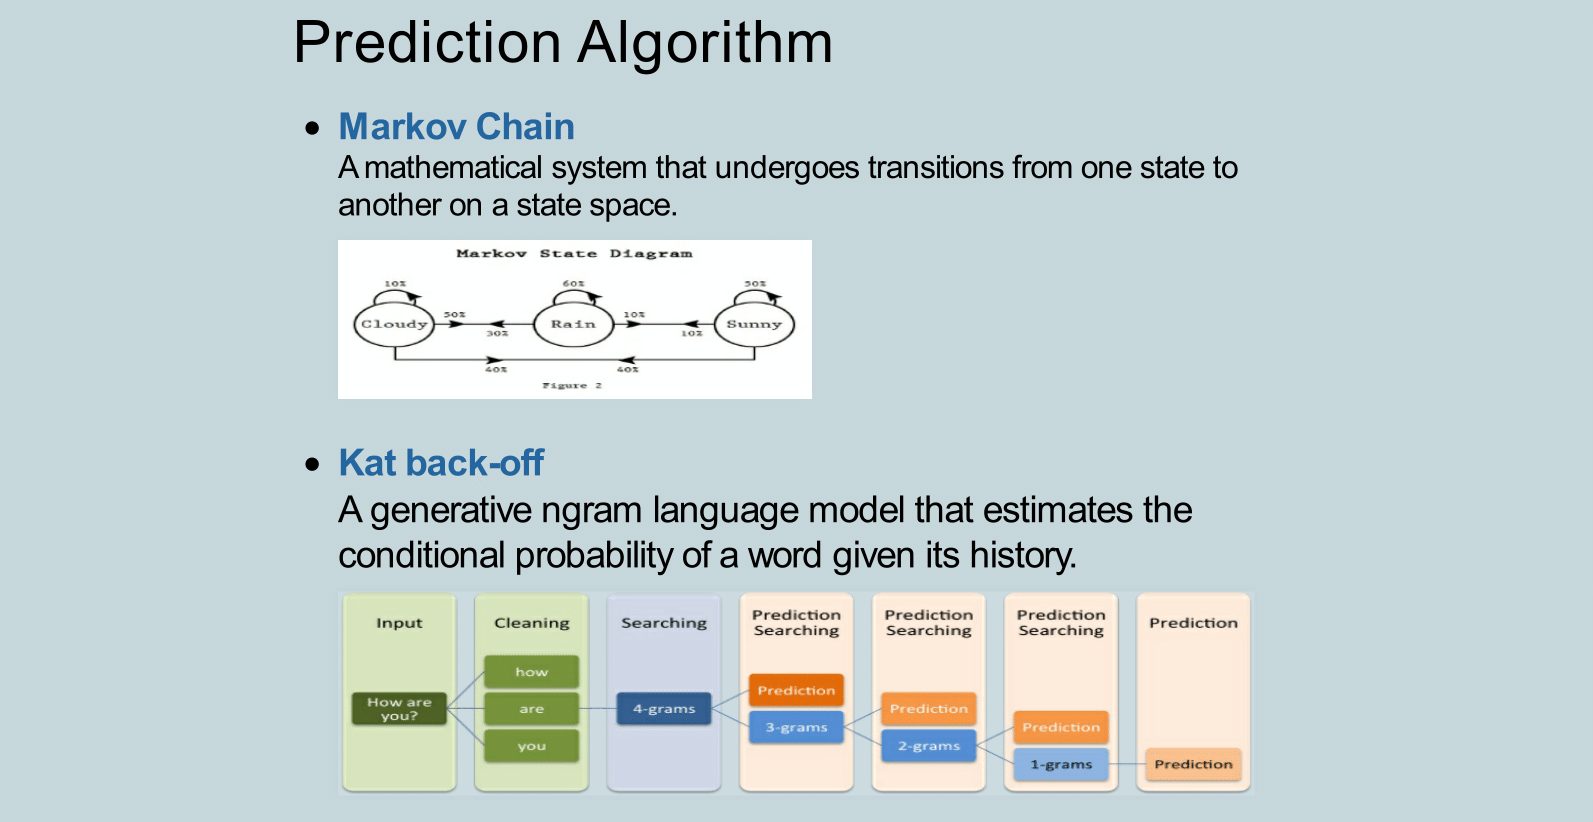 Prediction Algorithm
• Markov Chain
A mathematical system that undergoes transitions from one state to
another on a state space.
Markov State Diagram
10% 60% 50%
50% 10%
Cloudy Rain Sunny
30% 10%
40% 40%
Figure 2
• Kat back-off
A generative ngram language model that estimates the
conditional probability of a word given its history.
Input
Cleaning
Searching
Prediction
Searching
Prediction
Searching
Prediction
Searching
Prediction
How are
you?
how
are
you
4-grams
Prediction
3-grams
Prediction
2-grams
Prediction
1-grams
Prediction